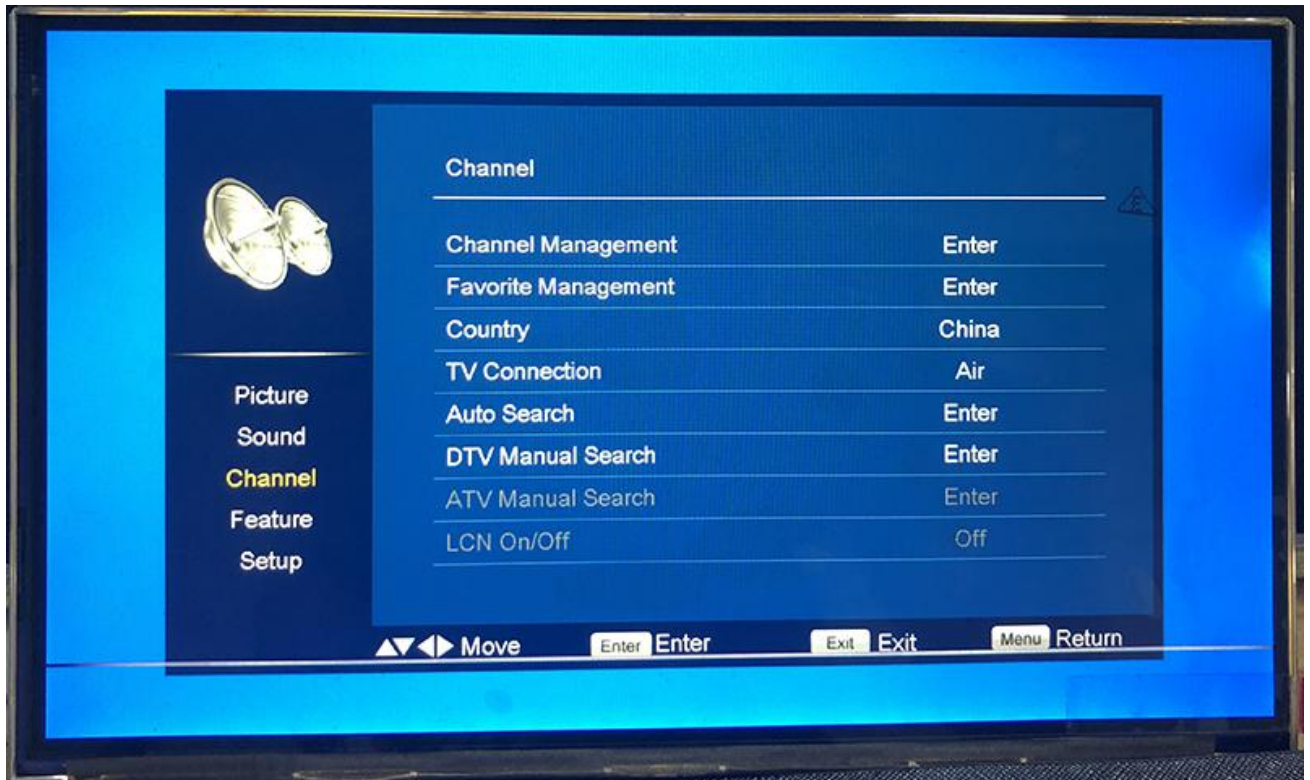 Channel
Channel Management Enter
Favorite Management Enter
Country China
TV Connection Air
Auto Search Enter
DTV Manual Search Enter
ATV Manual Search Enter
LCN On/Off Off
Picture
Sound
Channel
Feature
Setup
Move Enter Enter Exit Exit Menu Return